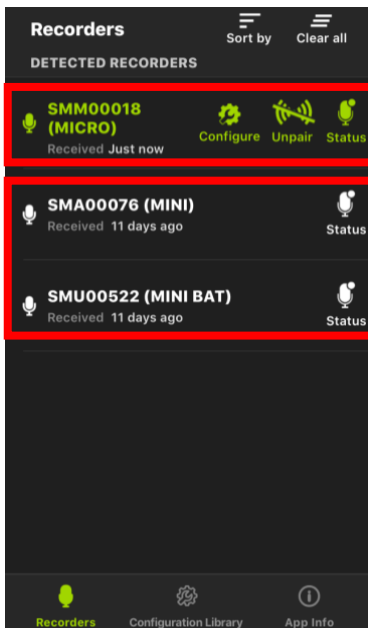 Recorders
Sort by Clear all
DETECTED RECORDERS
SMM00018
(MICRO)
Configure Unpair Status
Received Just now
SMA00076 (MINI)
Received 11 days ago
Status
SMU00522 (MINI BAT)
Received 11 days ago
Status
Recorders Configuration Library App Info